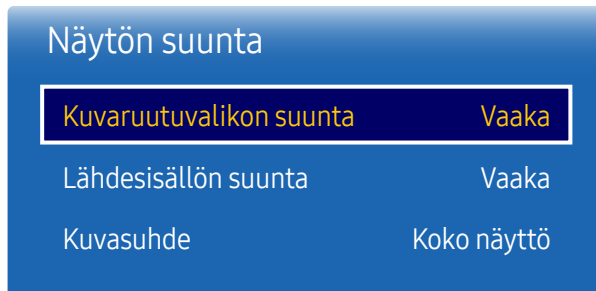 Näytön suunta
Kuvaruutuvalikon suunta Vaaka
Lähdesisällön suunta Vaaka
Kuvasuhde Koko näyttö